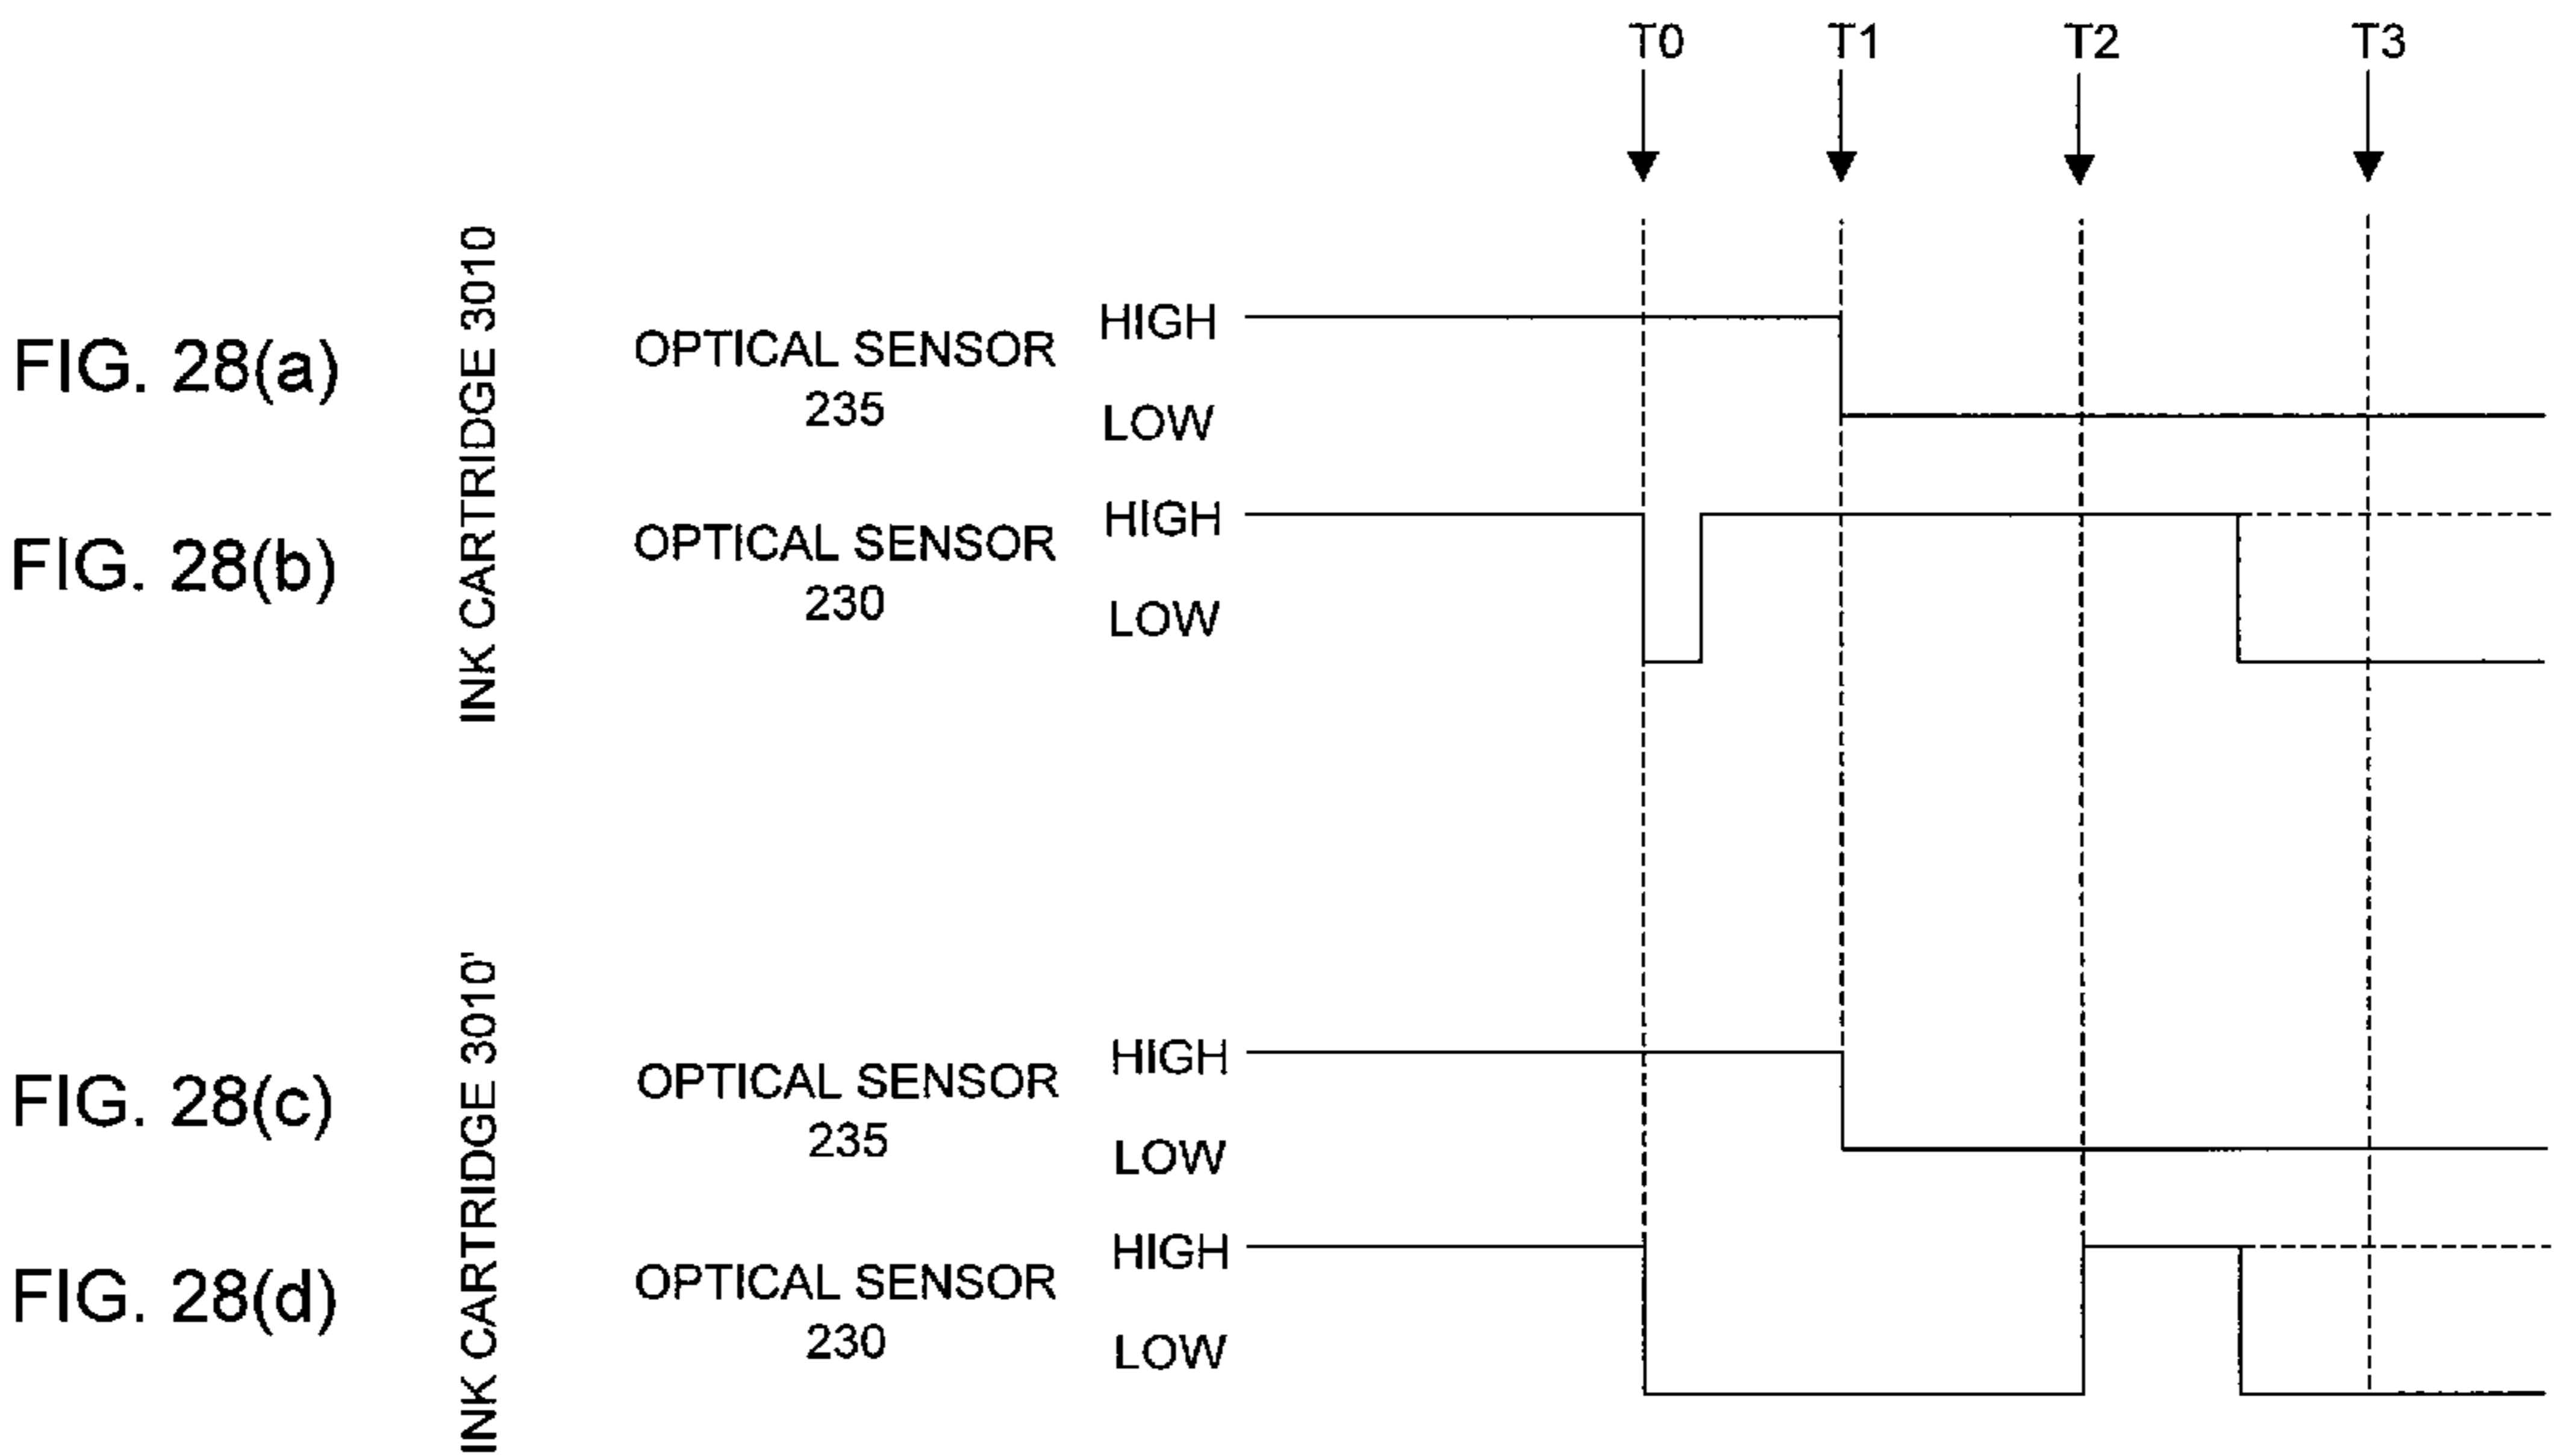 T0 T1 T2 T3
FIG. 28(a)
INK CARTRIDGE 3010
OPTICAL SENSOR
235
HIGH
LOW
FIG. 28(b)
OPTICAL SENSOR
230
HIGH
LOW
FIG. 28(c)
INK CARTRIDGE 3010'
OPTICAL SENSOR
235
HIGH
LOW
FIG. 28(d)
OPTICAL SENSOR
230
HIGH
LOW